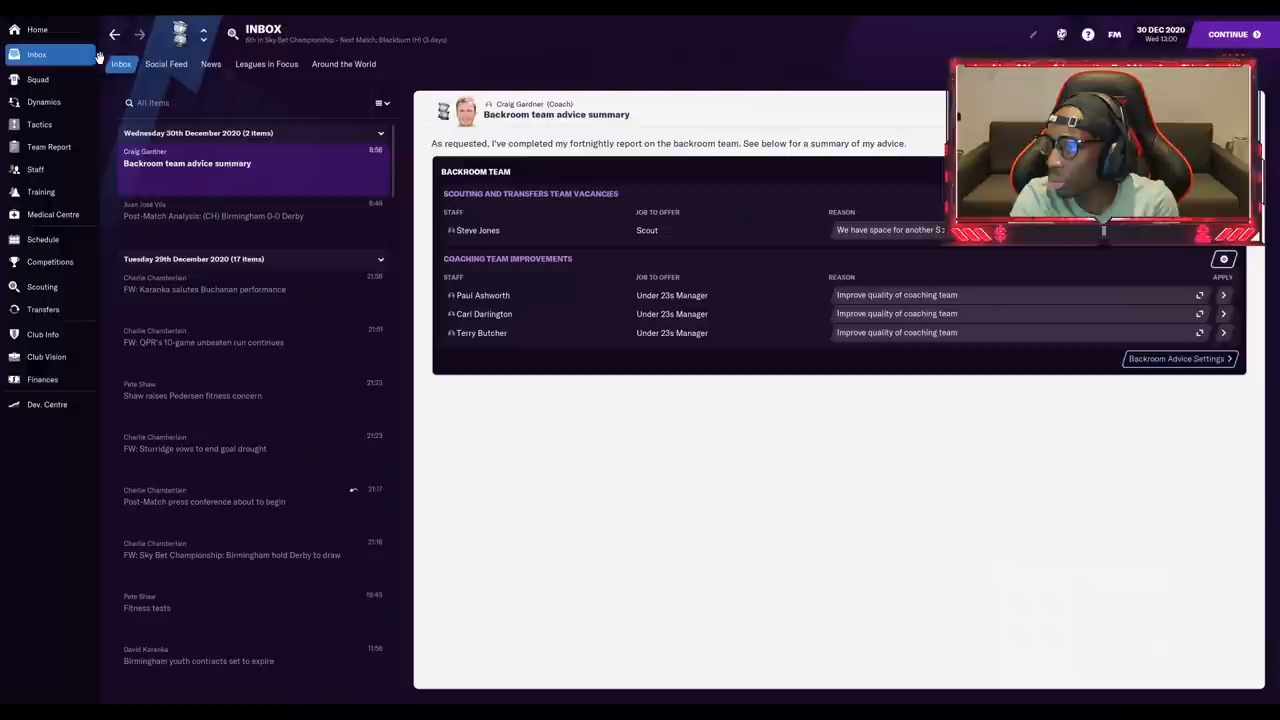 Home
Inbox
Squad
Dynamics
Tactics
Team Report
Staff
Training
Medical Centre
Schedule
Competitions
Scouting
Transfers
Club Info
Club Vision
Finances
Dev. Centre
INBOX
6th in Sky Bet Championship - Next Match: Blackburn (H) (3 days)
FM
30 DEC 2020
Wed 13:00
CONTINUE
Inbox Social Feed News Leagues in Focus Around the World
All Items
Wednesday 30th December 2020 (2 Items)
Craig Gardner 8:56
Backroom team advice summary
Juan José Vila 8:48
Post-Match Analysis: (CH) Birmingham 0-0 Derby
Tuesday 29th December 2020 (17 Items)
Charlie Chamberlain 21:58
FW: Karanka salutes Buchanan performance
Charlie Chamberlain 21:51
FW: QPR's 10-game unbeaten run continues
Pete Shaw 21:23
Shaw raises Pedersen fitness concern
Charlie Chamberlain 21:23
FW: Sturridge vows to end goal drought
Charlie Chamberlain 21:17
Post-Match press conference about to begin
Charlie Chamberlain 21:16
FW: Sky Bet Championship: Birmingham hold Derby to draw
Pete Shaw 19:45
Fitness tests
David Karanka 11:56
Birmingham youth contracts set to expire
Craig Gardner (Coach)
Backroom team advice summary
As requested, I've completed my fortnightly report on the backroom team. See below for a summary of my advice.
BACKROOM TEAM
SCOUTING AND TRANSFERS TEAM VACANCIES
STAFF JOB TO OFFER REASON
Steve Jones Scout We have space for another
COACHING TEAM IMPROVEMENTS
STAFF JOB TO OFFER REASON APPLY
Paul Ashworth Under 23s Manager Improve quality of coaching team
Carl Darlington Under 23s Manager Improve quality of coaching team
Terry Butcher Under 23s Manager Improve quality of coaching team
Backroom Advice Settings